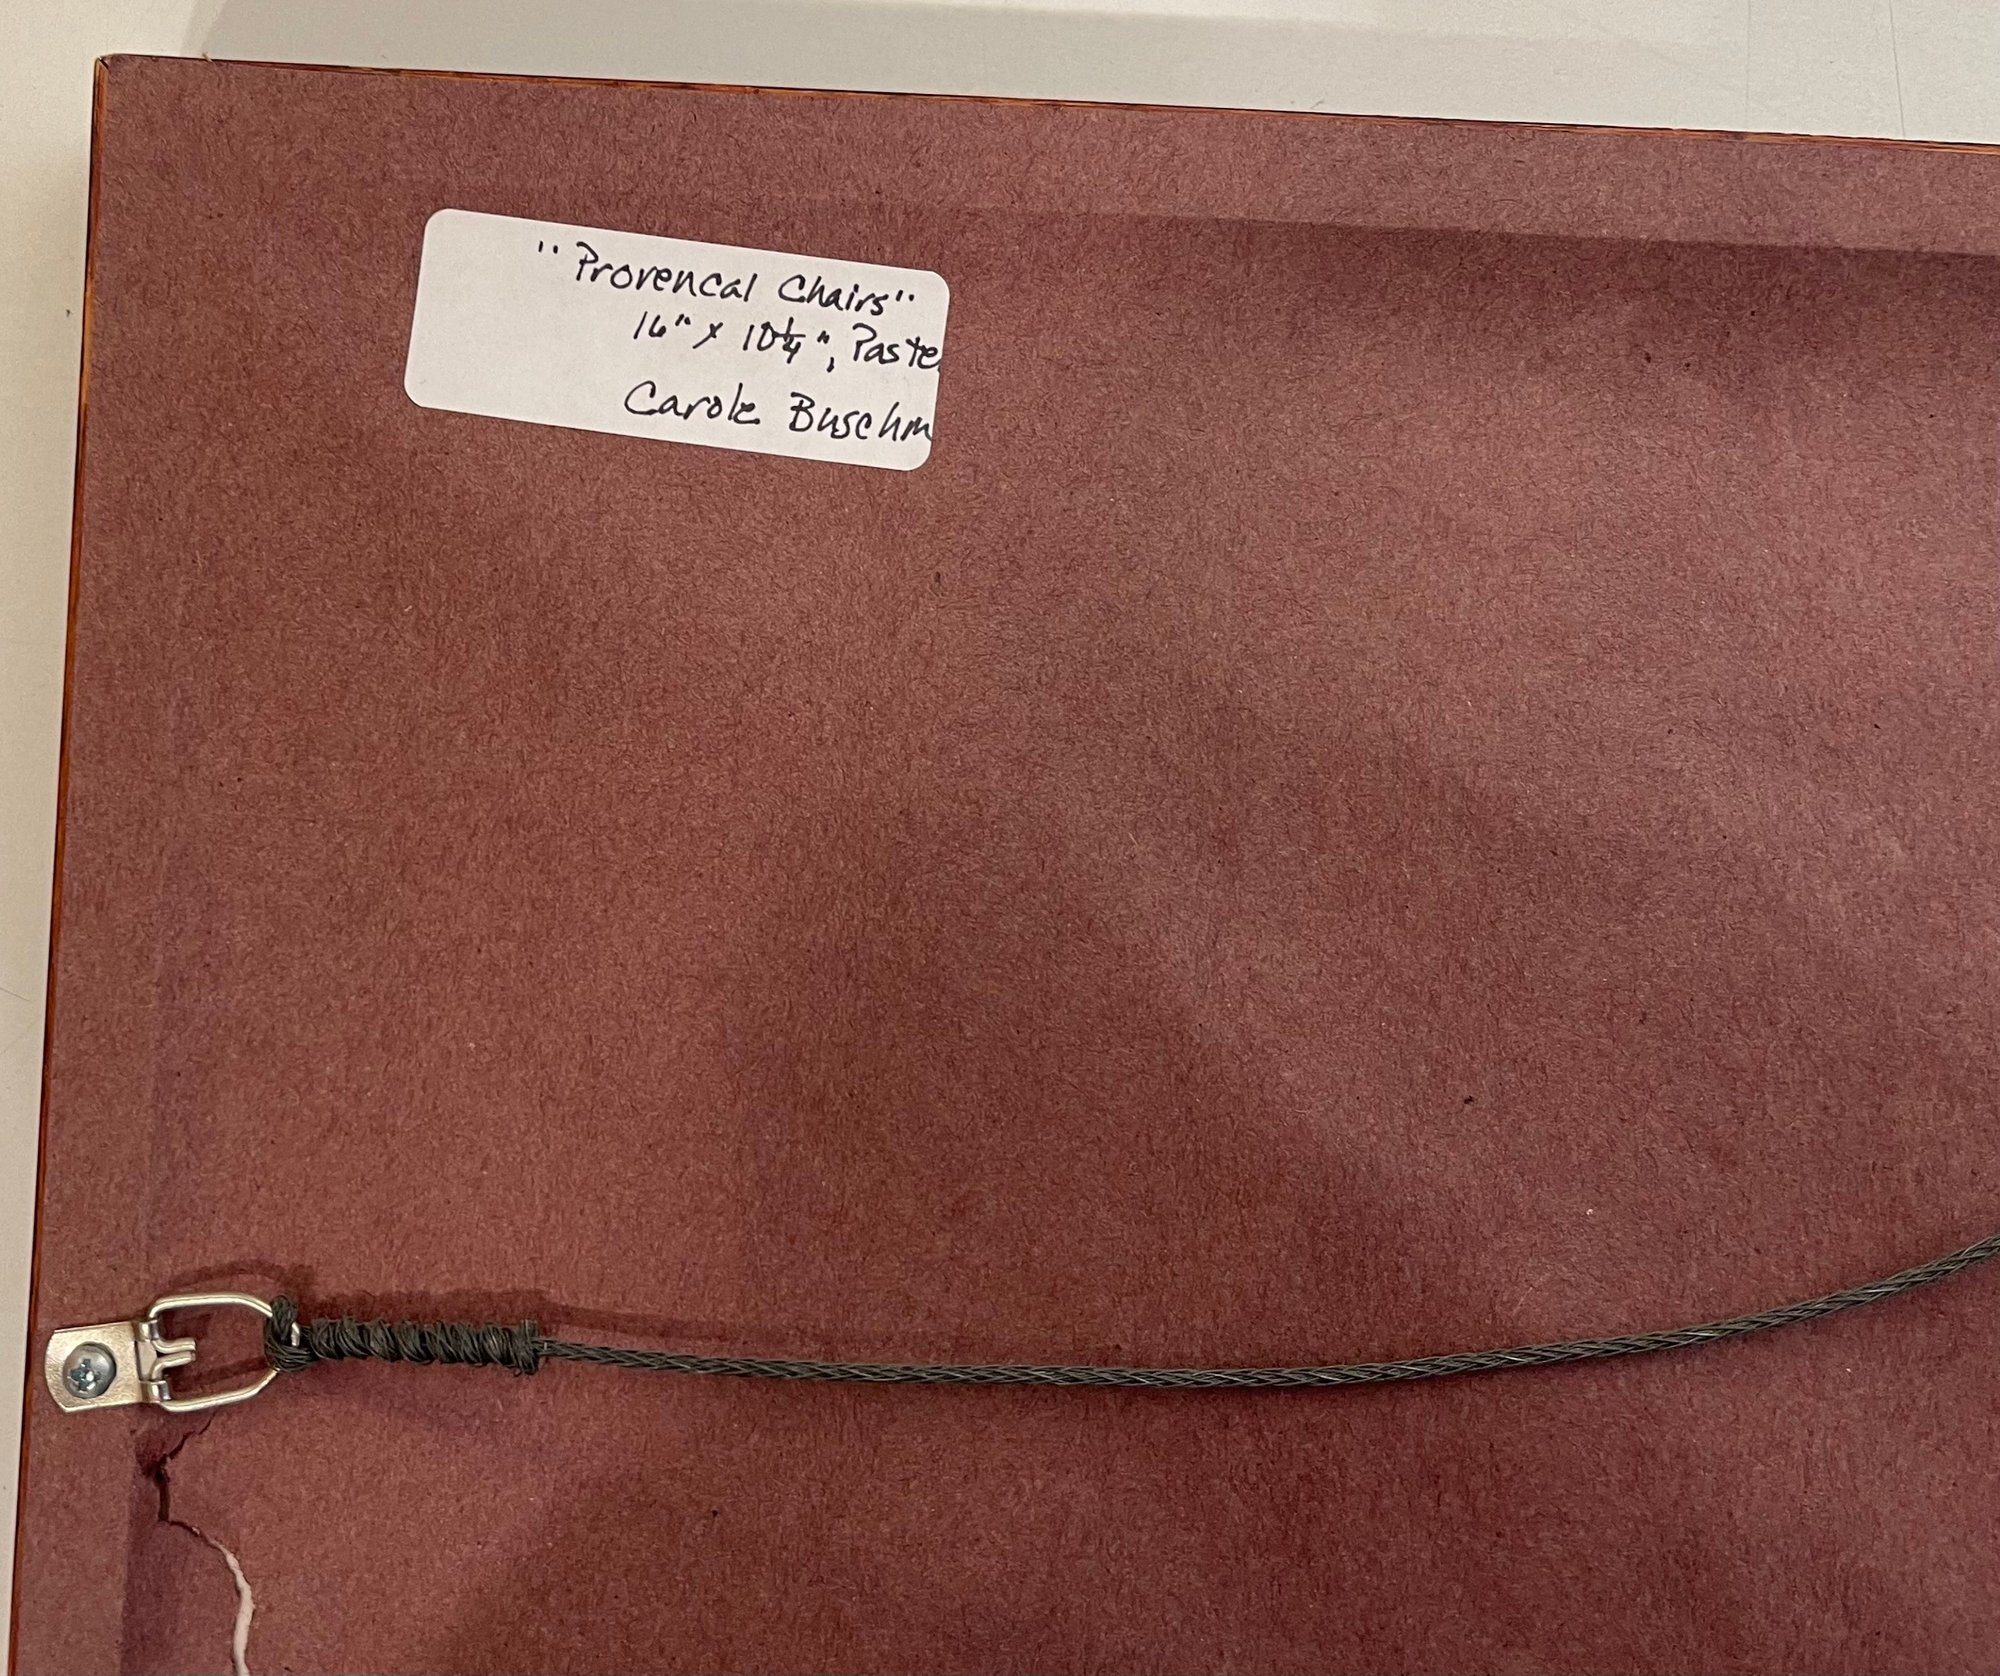 "Provencal Chairs"
16" x 10¼", Paste
Carole Buschm